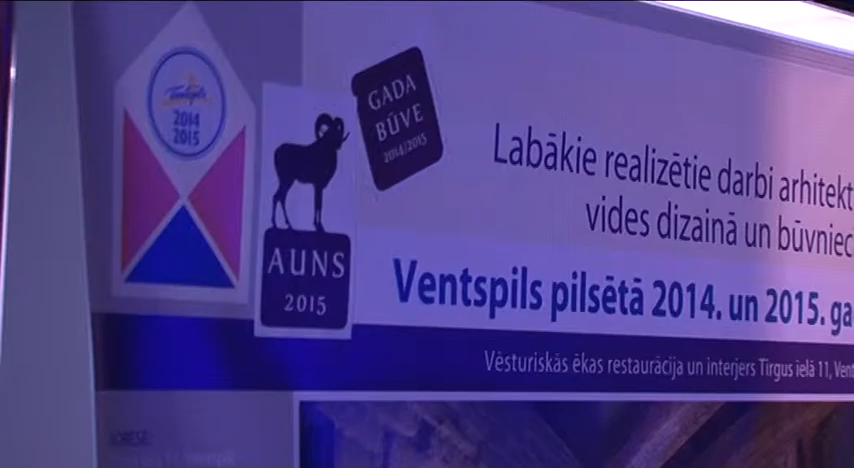 Ventspils
2014
2015
GADA
BŪVE
2014/2015
AUNS
2015
Labākie realizētie darbi arhitekt
vides dizainā un būvniec
Ventspils pilsētā 2014. un 2015. ga
Vēsturiskās ēkas restaurācija un interjers Tirgus ielā 11, Vent
ADRESE: